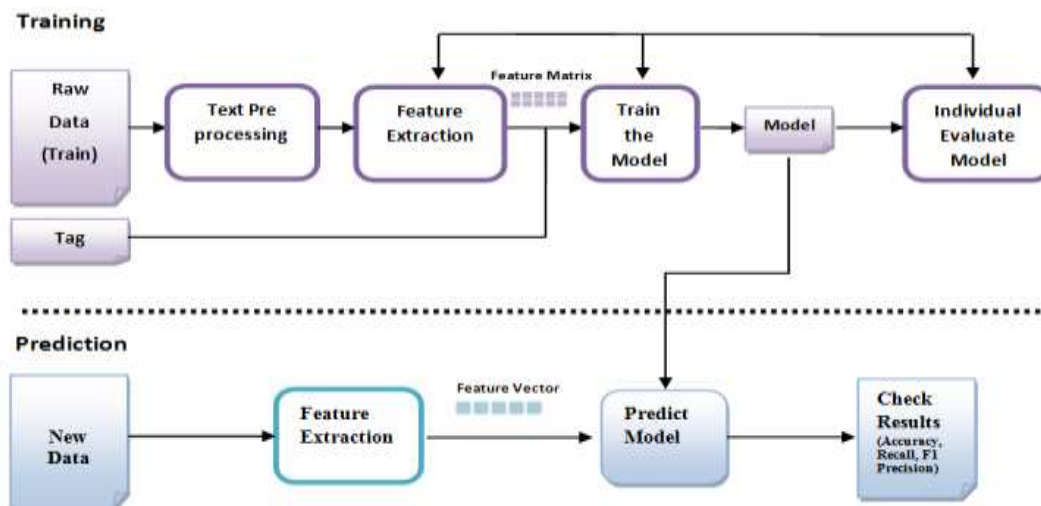 Training
Raw
Data
(Train)
Text Pre
processing
Feature
Extraction
Feature Matrix
Train
the
Model
Model
Individual
Evaluate
Model
Tag
Prediction
New
Data
Feature
Extraction
Feature Vector
Predict
Model
Check
Results
(Accuracy,
Recall, F1
Precision)